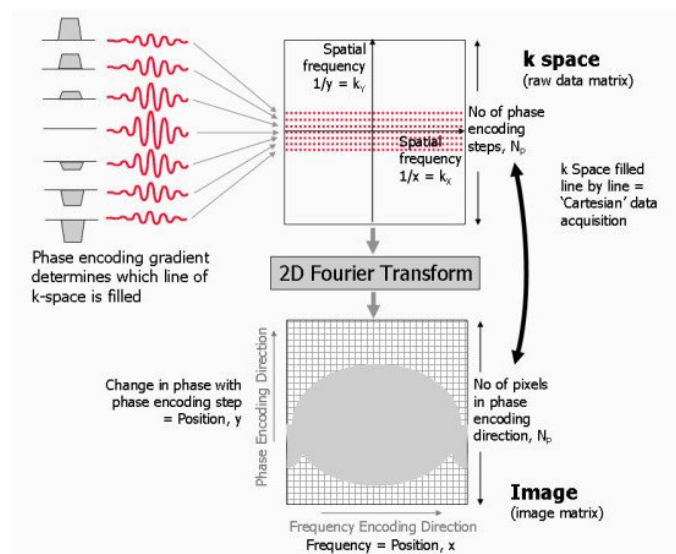 Spatial
frequency
1/y = kY
k space
(raw data matrix)
No of phase
encoding
steps, Np
Spatial
frequency
1/x = kX
k Space filled
line by line =
‘Cartesian’ data
acquisition
Phase encoding gradient
determines which line of
k-space is filled
2D Fourier Transform
Change in phase with
phase encoding step
= Position, y
Phase Encoding Direction
No of pixels
in phase
encoding
direction, Np
Image
(image matrix)
Frequency Encoding Direction
Frequency = Position, x